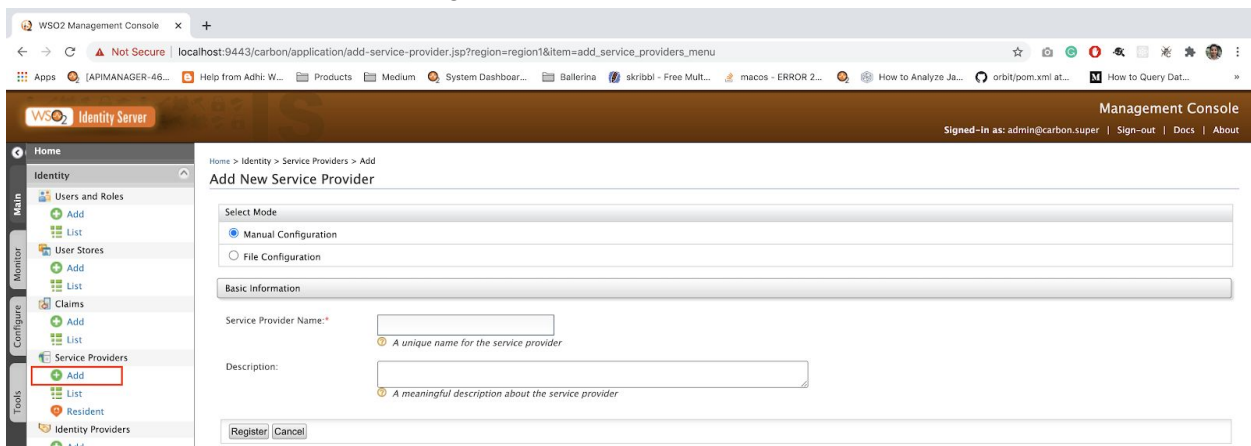 WSO2 Management Console
Not Secure localhost:9443/carbon/application/add-service-provider.jsp?region=region1&item=add_service_providers_menu
Apps [APIMANAGER-46... Help from Adhi: W... Products Medium System Dashboar... Ballerina skribbl - Free Mult... macos - ERROR 2... How to Analyze Ja... orbit/pom.xml at... How to Query Dat... »
WSO2 Identity Server
Management Console
Signed-in as: admin@carbon.super | Sign-out | Docs | About
Main
Monitor
Configure
Tools
Home
Identity
Users and Roles
Add
List
User Stores
Add
List
Claims
Add
List
Service Providers
Add
List
Resident
Identity Providers
Add
Home > Identity > Service Providers > Add
Add New Service Provider
Select Mode
Manual Configuration
File Configuration
Basic Information
Service Provider Name:*
A unique name for the service provider
Description:
A meaningful description about the service provider
Register Cancel